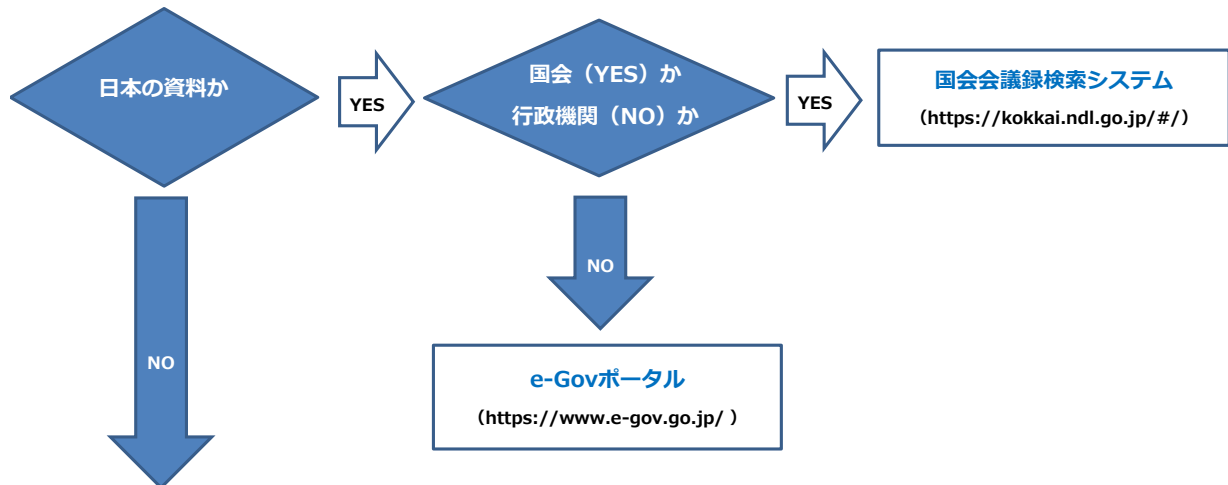 日本の資料か
YES
国会（YES）か
行政機関（NO）か
YES
国会会議録検索システム
（https://kokkai.ndl.go.jp/#/）
NO
NO
e-Govポータル
（https://www.e-gov.go.jp/ ）